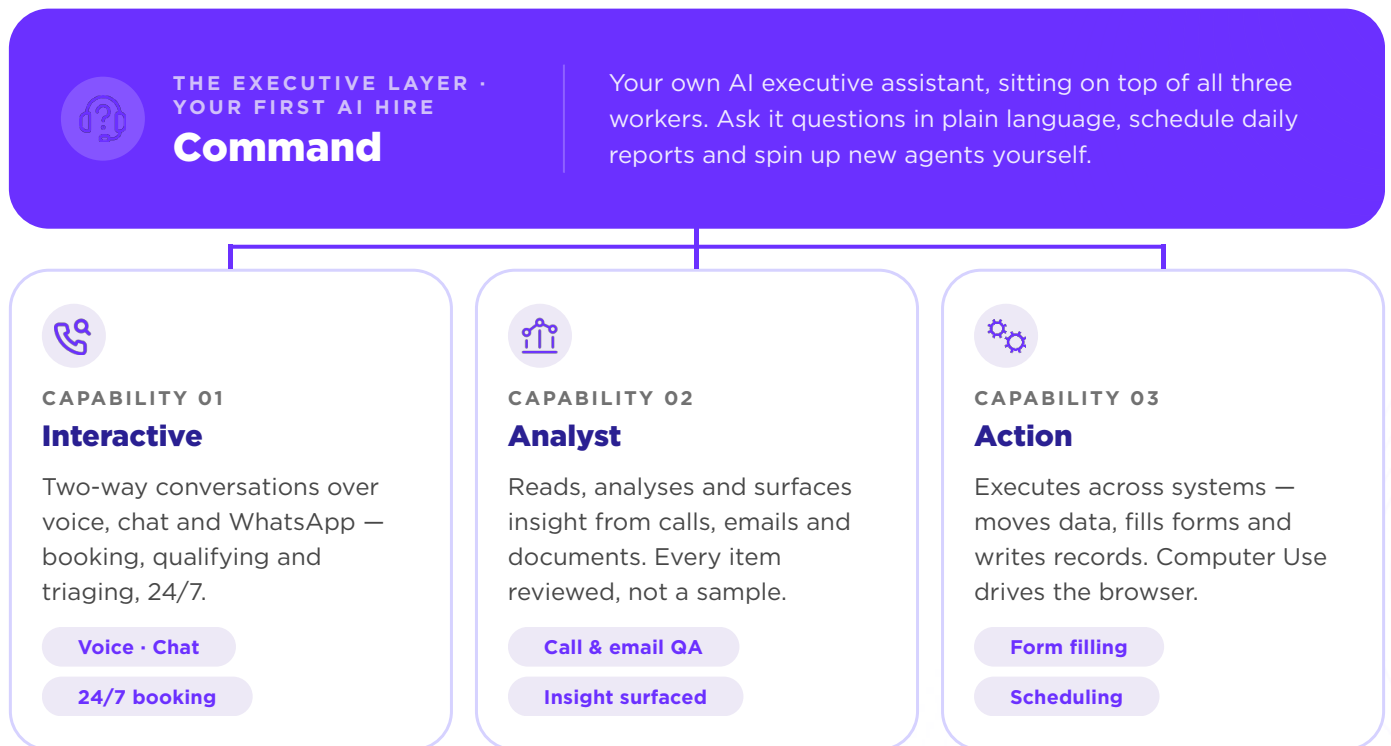 THE EXECUTIVE LAYER ·
YOUR FIRST AI HIRE
Command
Your own AI executive assistant, sitting on top of all three
workers. Ask it questions in plain language, schedule daily
reports and spin up new agents yourself.
CAPABILITY 01
Interactive
Two-way conversations over
voice, chat and WhatsApp —
booking, qualifying and
triaging, 24/7.
Voice · Chat
24/7 booking
CAPABILITY 02
Analyst
Reads, analyses and surfaces
insight from calls, emails and
documents. Every item
reviewed, not a sample.
Call & email QA
Insight surfaced
CAPABILITY 03
Action
Executes across systems —
moves data, fills forms and
writes records. Computer Use
drives the browser.
Form filling
Scheduling